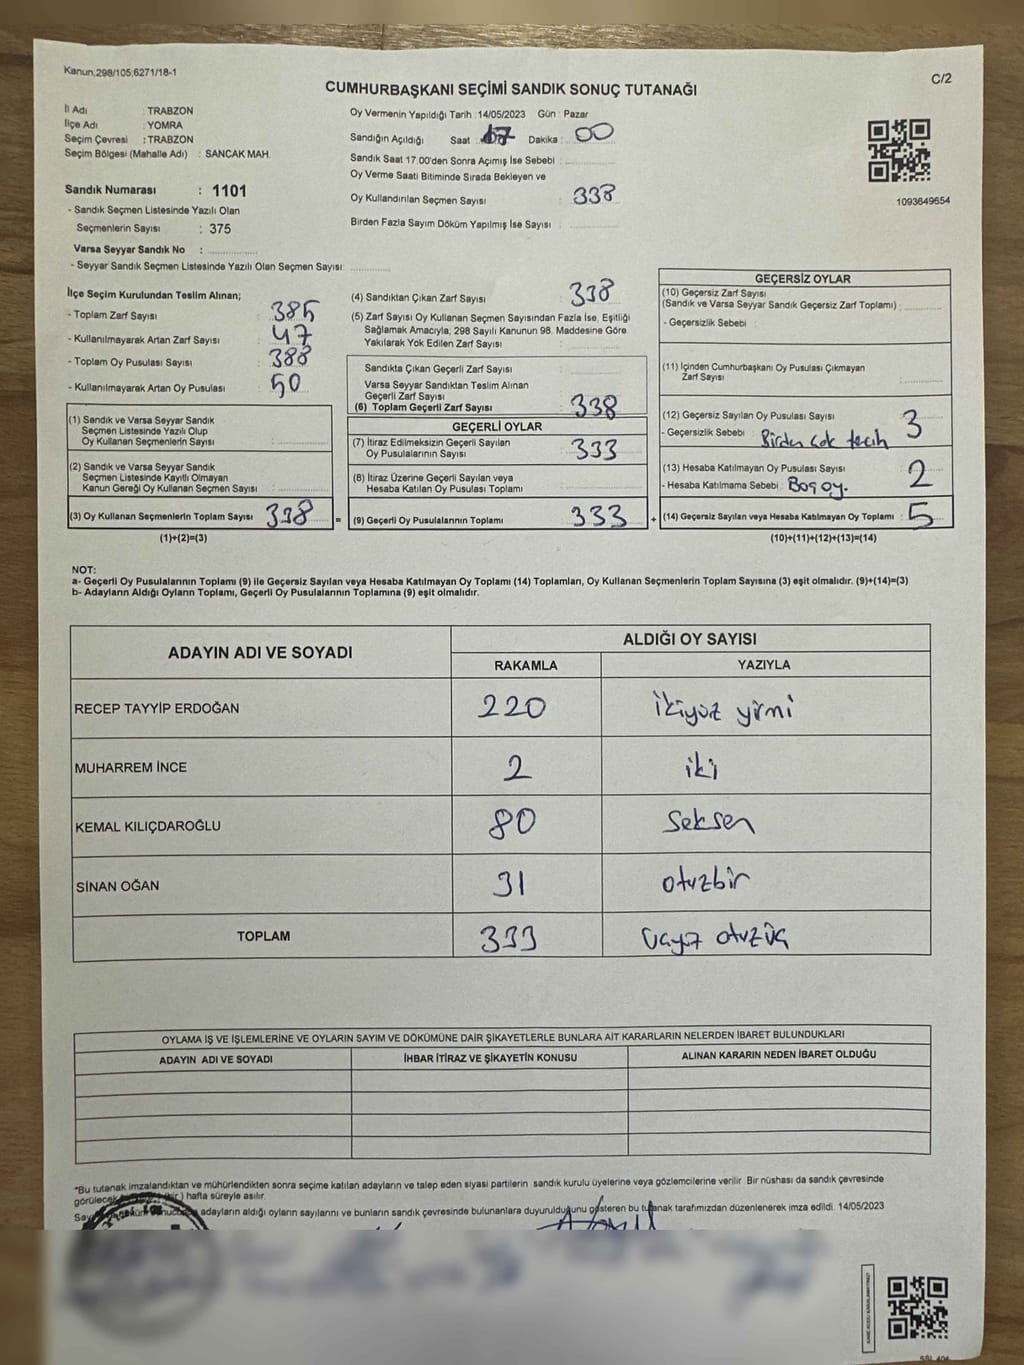 Kanun;298/105;6271/18-1
C/2
CUMHURBAŞKANI SEÇİMİ SANDIK SONUÇ TUTANAĞI
İl Adı : TRABZON
İlçe Adı : YOMRA
Seçim Çevresi : TRABZON
Seçim Bölgesi (Mahalle Adı) : SANCAK MAH.
Oy Vermenin Yapıldığı Tarih :14/05/2023 Gün : Pazar
Sandığın Açıldığı Saat : 17 Dakika : 00
Sandık Saat 17:00'den Sonra Açımış İse Sebebi :
Oy Verme Saati Bitiminde Sırada Bekleyen ve
Oy Kullandırılan Seçmen Sayısı : 338
Birden Fazla Sayım Döküm Yapılmış İse Sayısı :
1093649654
Sandık Numarası : 1101
- Sandık Seçmen Listesinde Yazılı Olan
Seçmenlerin Sayısı : 375
Varsa Seyyar Sandık No :
- Seyyar Sandık Seçmen Listesinde Yazılı Olan Seçmen Sayısı:
İlçe Seçim Kurulundan Teslim Alınan;
- Toplam Zarf Sayısı : 385
- Kullanılmayarak Artan Zarf Sayısı : 47
- Toplam Oy Pusulası Sayısı : 388
- Kullanılmayarak Artan Oy Pusulası : 50
(1) Sandık ve Varsa Seyyar Sandık
Seçmen Listesinde Yazılı Olup
Oy Kullanan Seçmenlerin Sayısı :
(2) Sandık ve Varsa Seyyar Sandık
Seçmen Listesinde Kayıtlı Olmayan
Kanun Gereği Oy Kullanan Seçmen Sayısı :
(3) Oy Kullanan Seçmenlerin Toplam Sayısı 338 =
(1)+(2)=(3)
(4) Sandıktan Çıkan Zarf Sayısı : 338
(5) Zarf Sayısı Oy Kullanan Seçmen Sayısından Fazla İse, Eşitliği
Sağlamak Amacıyla; 298 Sayılı Kanunun 98. Maddesine Göre
Yakılarak Yok Edilen Zarf Sayısı :
Sandıkta Çıkan Geçerli Zarf Sayısı :
Varsa Seyyar Sandıktan Teslim Alınan
Geçerli Zarf Sayısı :
(6) Toplam Geçerli Zarf Sayısı : 338
GEÇERLİ OYLAR
(7) İtiraz Edilmeksizin Geçerli Sayılan
Oy Pusulalarının Sayısı : 333
(8) İtiraz Üzerine Geçerli Sayılan veya
Hesaba Katılan Oy Pusulası Toplamı :
(9) Geçerli Oy Pusulalarının Toplamı : 333 +
GEÇERSİZ OYLAR
(10) Geçersiz Zarf Sayısı
(Sandık ve Varsa Seyyar Sandık Geçersiz Zarf Toplamı) :
- Geçersizlik Sebebi :
(11) İçinden Cumhurbaşkanı Oy Pusulası Çıkmayan
Zarf Sayısı :
(12) Geçersiz Sayılan Oy Pusulası Sayısı : 3
- Geçersizlik Sebebi : Birden çok tecih
(13) Hesaba Katılmayan Oy Pusulası Sayısı : 2
- Hesaba Katılmama Sebebi : Boş oy.
(14) Geçersiz Sayılan veya Hesaba Katılmayan Oy Toplamı : 5
(10)+(11)+(12)+(13)=(14)
NOT:
a- Geçerli Oy Pusulalarının Toplamı (9) ile Geçersiz Sayılan veya Hesaba Katılmayan Oy Toplamı (14) Toplamları, Oy Kullanan Seçmenlerin Toplam Sayısına (3) eşit olmalıdır. (9)+(14)=(3)
b- Adayların Aldığı Oyların Toplamı, Geçerli Oy Pusulalarının Toplamına (9) eşit olmalıdır.
ADAYIN ADI VE SOYADI
ALDIĞI OY SAYISI
RAKAMLA YAZIYLA
RECEP TAYYİP ERDOĞAN 220 ikiyüz yirmi
MUHARREM İNCE 2 iki
KEMAL KILIÇDAROĞLU 80 Seksen
SİNAN OĞAN 31 otuzbir
TOPLAM 333 üçyüz otuzüç
OYLAMA İŞ VE İŞLEMLERİNE VE OYLARIN SAYIM VE DÖKÜMÜNE DAİR ŞİKAYETLERLE BUNLARA AİT KARARLARIN NELERDEN İBARET BULUNDUKLARI
ADAYIN ADI VE SOYADI İHBAR İTİRAZ VE ŞİKAYETİN KONUSU ALINAN KARARIN NEDEN İBARET OLDUĞU
"Bu tutanak imzalandıktan ve mühürlendikten sonra seçime katılan adayların ve talep eden siyasi partilerin sandık kurulu üyelerine veya gözlemcilerine verilir. Bir nüshası da sandık çevresinde
görülecek bir ) hafta süreyle asılır.
adayların aldığı oyların sayılarını ve bunların sandık çevresinde bulunanlara duyurulduğunu gösteren bu tutanak tarafımızdan düzenlenerek imza edildi. 14/05/2023